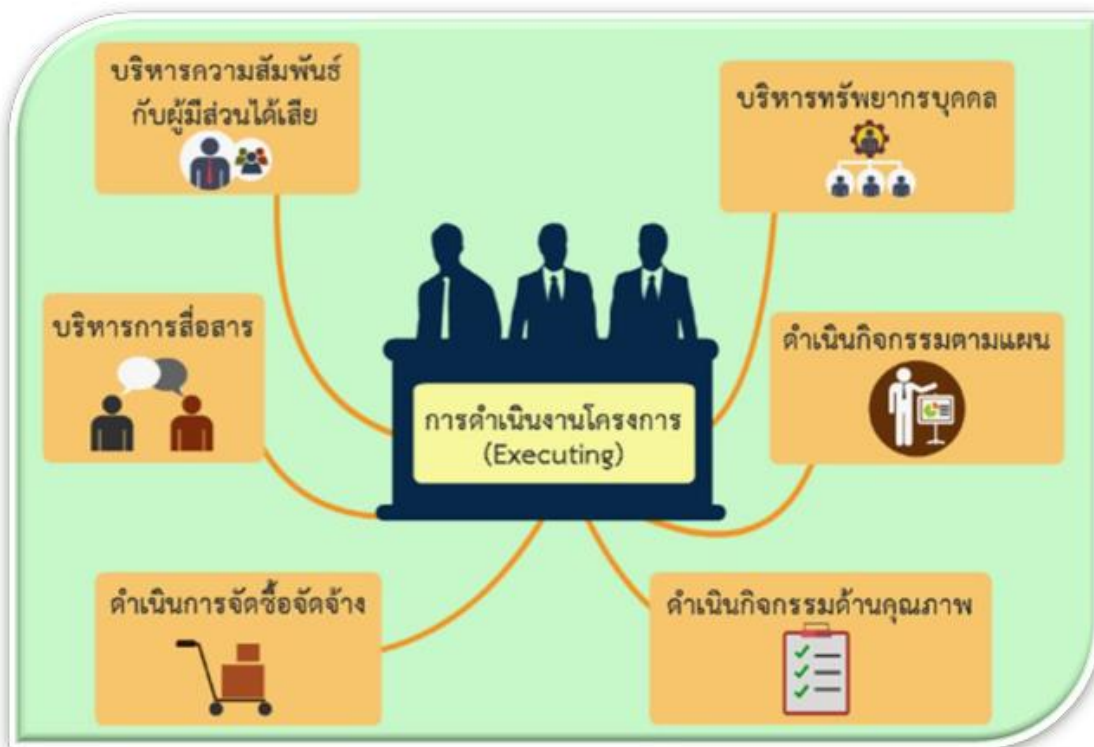 บริหารความสัมพันธ์
กับผู้มีส่วนได้เสีย
บริหารทรัพยากรบุคคล
บริหารการสื่อสาร
ดำเนินกิจกรรมตามแผน
การดำเนินงานโครงการ
(Executing)
ดำเนินการจัดซื้อจัดจ้าง
ดำเนินกิจกรรมด้านคุณภาพ